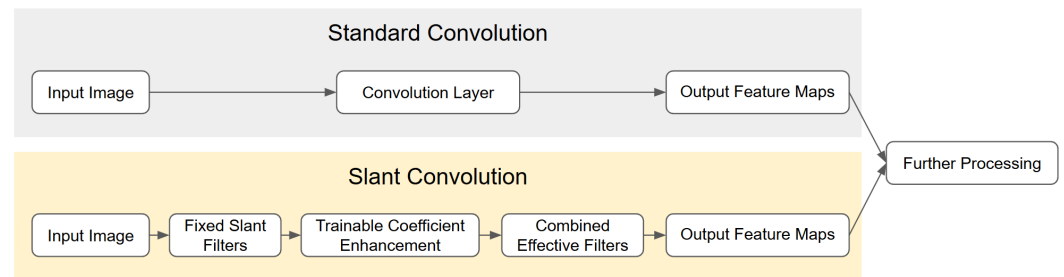 Standard Convolution
Input Image
Convolution Layer
Output Feature Maps
Further Processing
Slant Convolution
Input Image
Fixed Slant
Filters
Trainable Coefficient
Enhancement
Combined
Effective Filters
Output Feature Maps